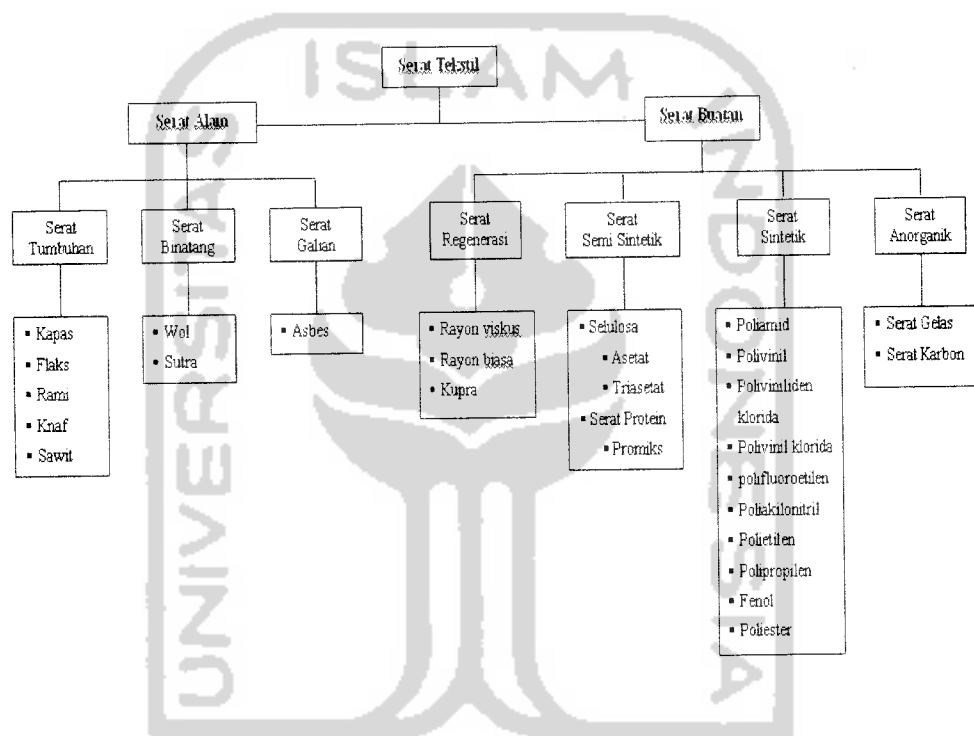 ISLAM
UNIVERSITAS
INDONESIA
Serat Tekstil
Serat Alam
Serat Buatan
Serat
Tumbuhan
Serat
Binatang
Serat
Galian
Serat
Regenerasi
Serat
Semi Sintetik
Serat
Sintetik
Serat
Anorganik
▪ Kapas
▪ Flaks
▪ Rami
▪ Knaf
▪ Sawit
▪ Wol
▪ Sutra
▪ Asbes
▪ Rayon viskus
▪ Rayon biasa
▪ Kupra
▪ Selulosa
▪ Asetat
▪ Triasetat
▪ Serat Protein
▪ Promiks
▪ Poliamid
▪ Polivinil
▪ Poliviniliden
klorida
▪ Polivinil klorida
▪ polifluoroetilen
▪ Poliakilonitril
▪ Polietilen
▪ Polipropilen
▪ Fenol
▪ Poliester
▪ Serat Gelas
▪ Serat Karbon